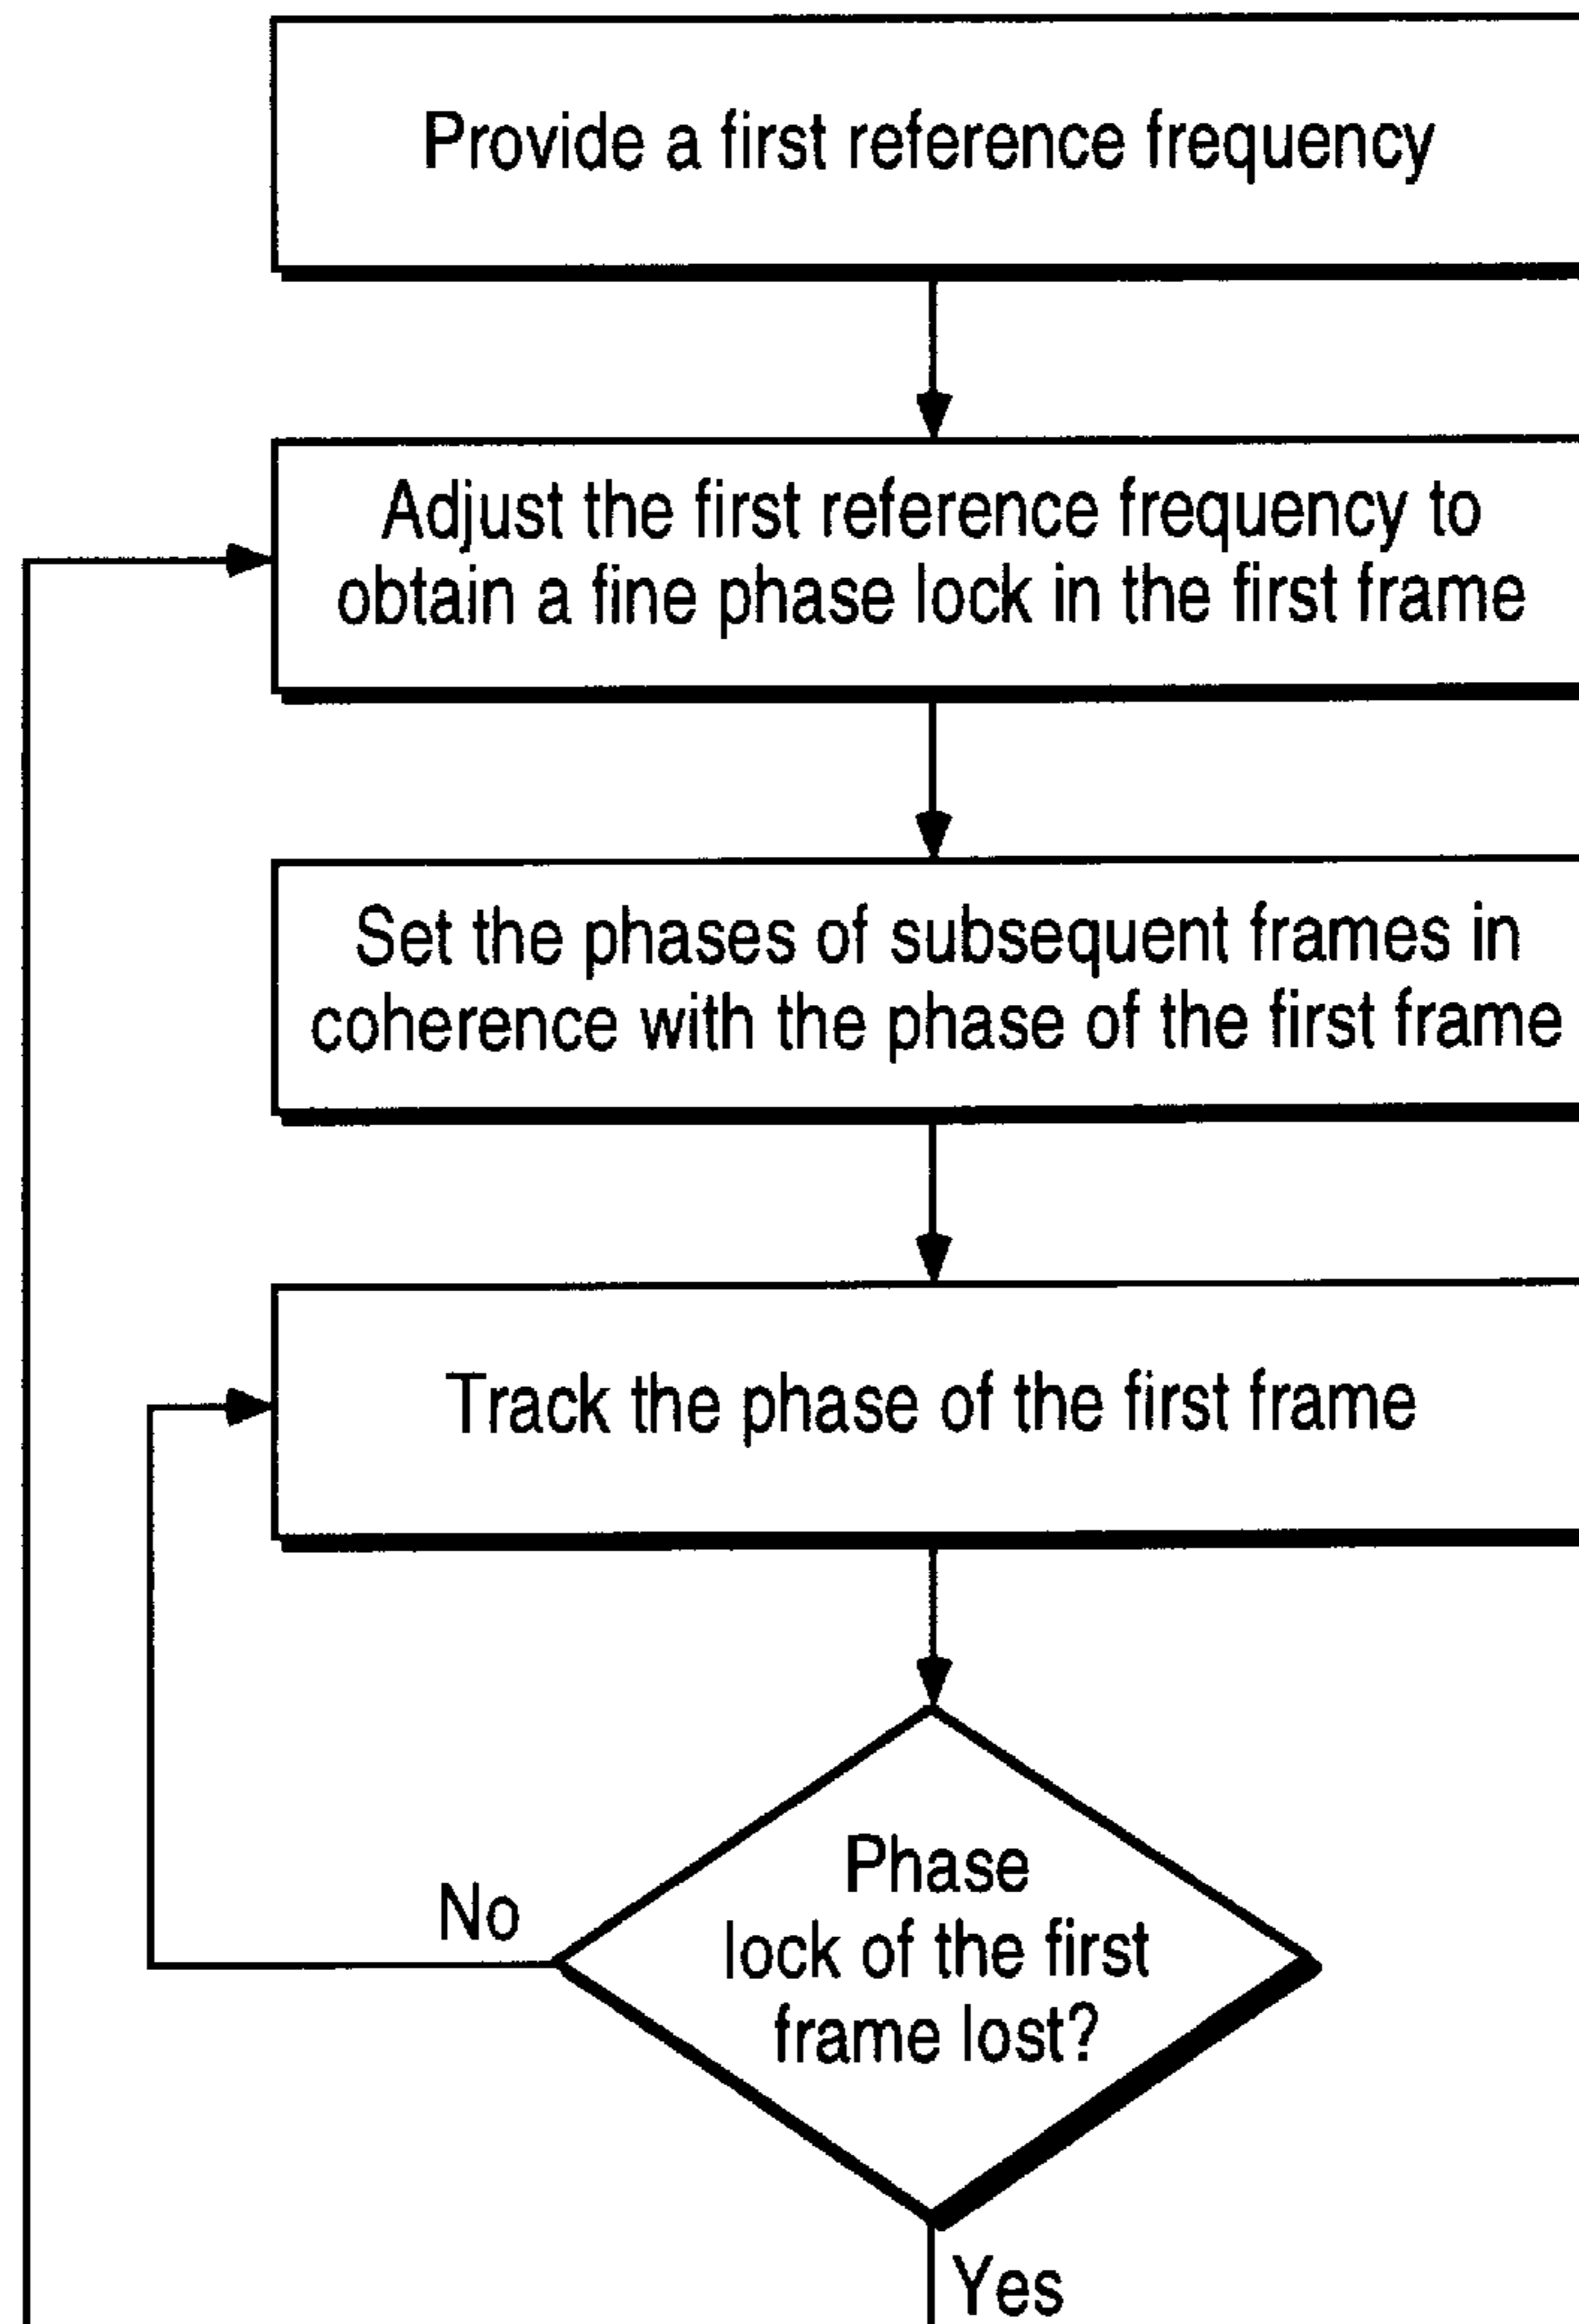 Provide a first reference frequency
Adjust the first reference frequency to
obtain a fine phase lock in the first frame
Set the phases of subsequent frames in
coherence with the phase of the first frame
Track the phase of the first frame
Phase
lock of the first
frame lost?
No
Yes